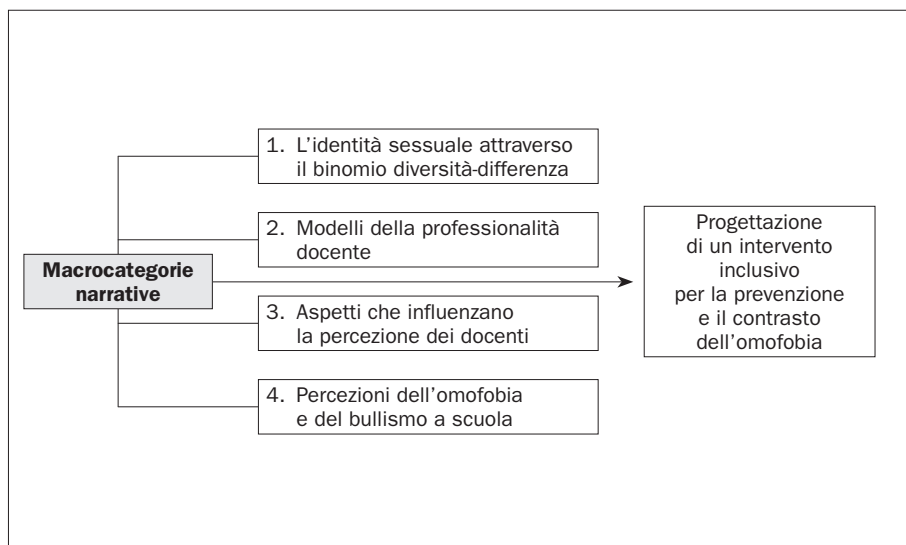 1. L’identità sessuale attraverso
il binomio diversità-differenza
2. Modelli della professionalità
docente
Macrocategorie
narrative
3. Aspetti che influenzano
la percezione dei docenti
4. Percezioni dell’omofobia
e del bullismo a scuola
Progettazione
di un intervento
inclusivo
per la prevenzione
e il contrasto
dell’omofobia